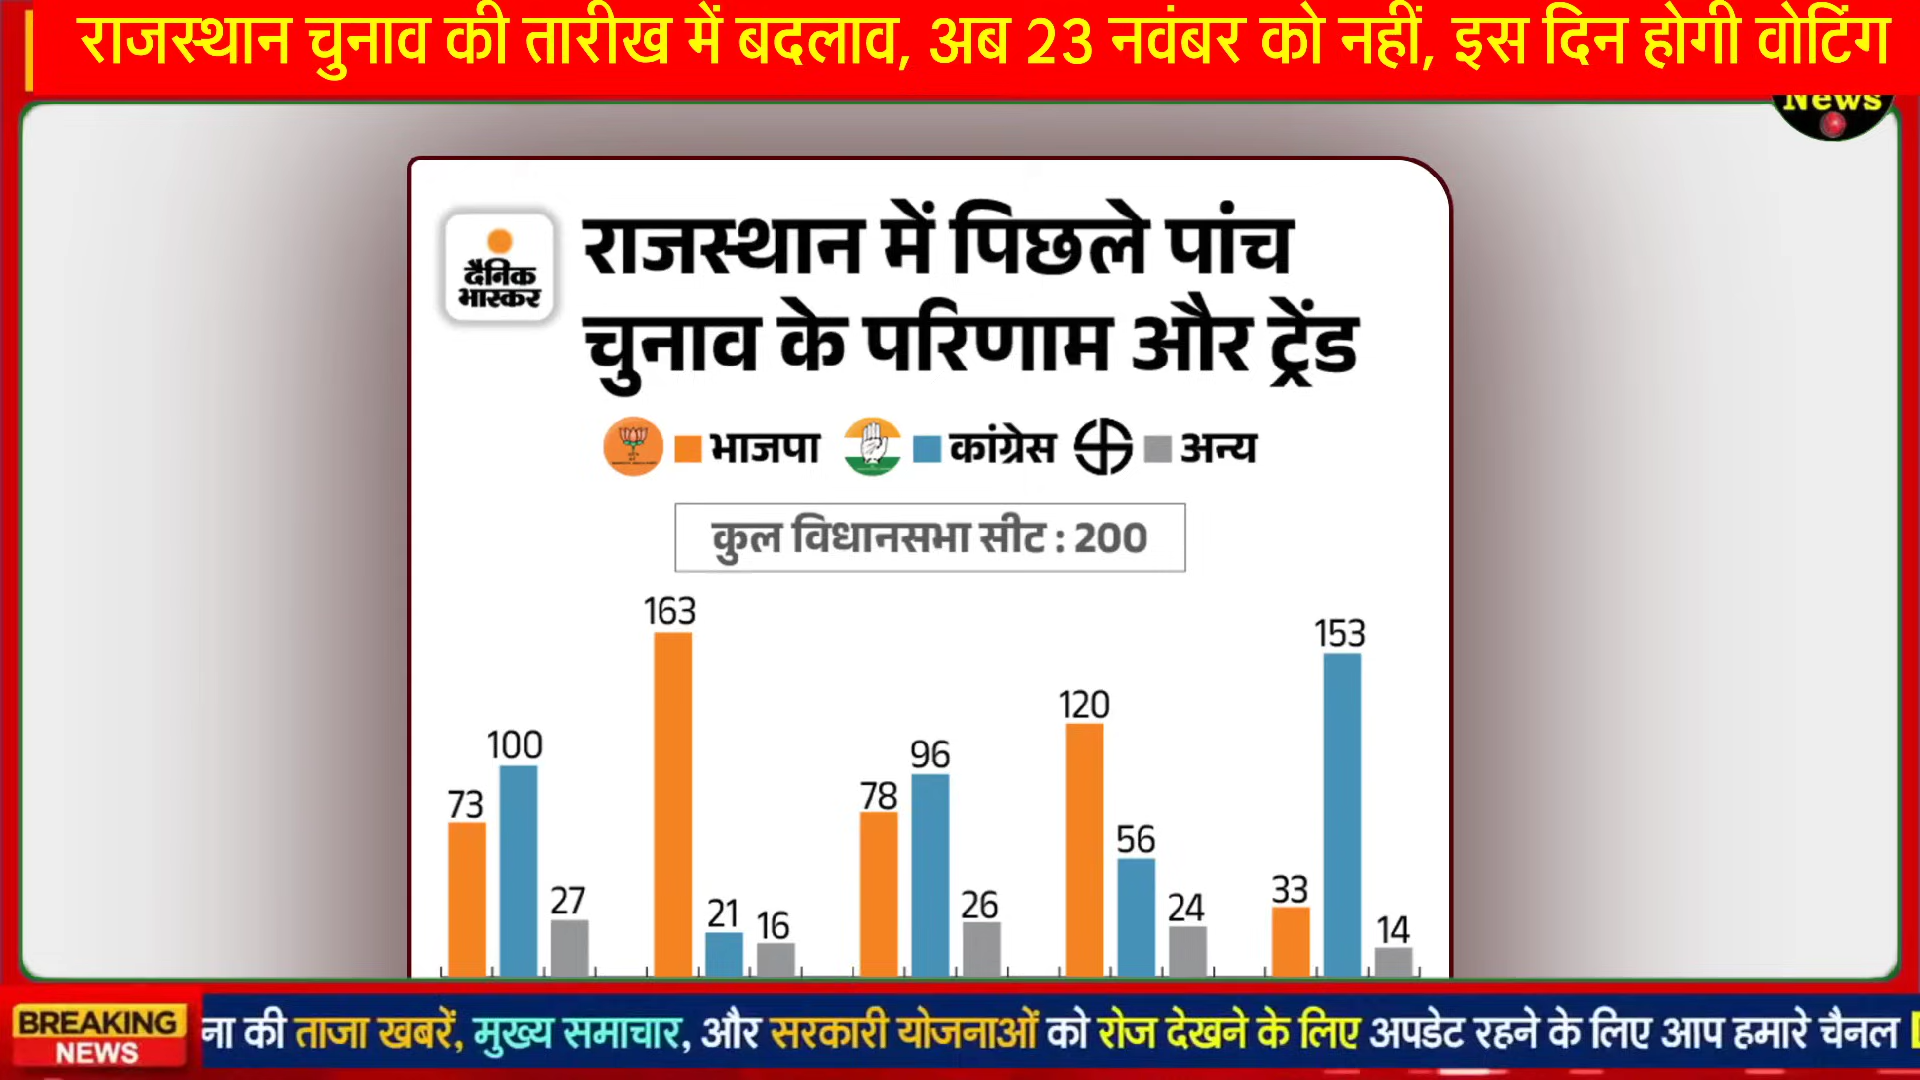 राजस्थान चुनाव की तारीख में बदलाव, अब 23 नवंबर को नहीं, इस दिन होगी वोटिंग
News
दैनिक
भास्कर
राजस्थान में पिछले पांच
चुनाव के परिणाम और ट्रेंड
भाजपा कांग्रेस अन्य
कुल विधानसभा सीट : 200
73 100 27 163 21 16 78 96 26 120 56 24 33 153 14
BREAKING
NEWS
ना की ताजा खबरें, मुख्य समाचार, और सरकारी योजनाओं को रोज देखने के लिए अपडेट रहने के लिए आप हमारे चैनल